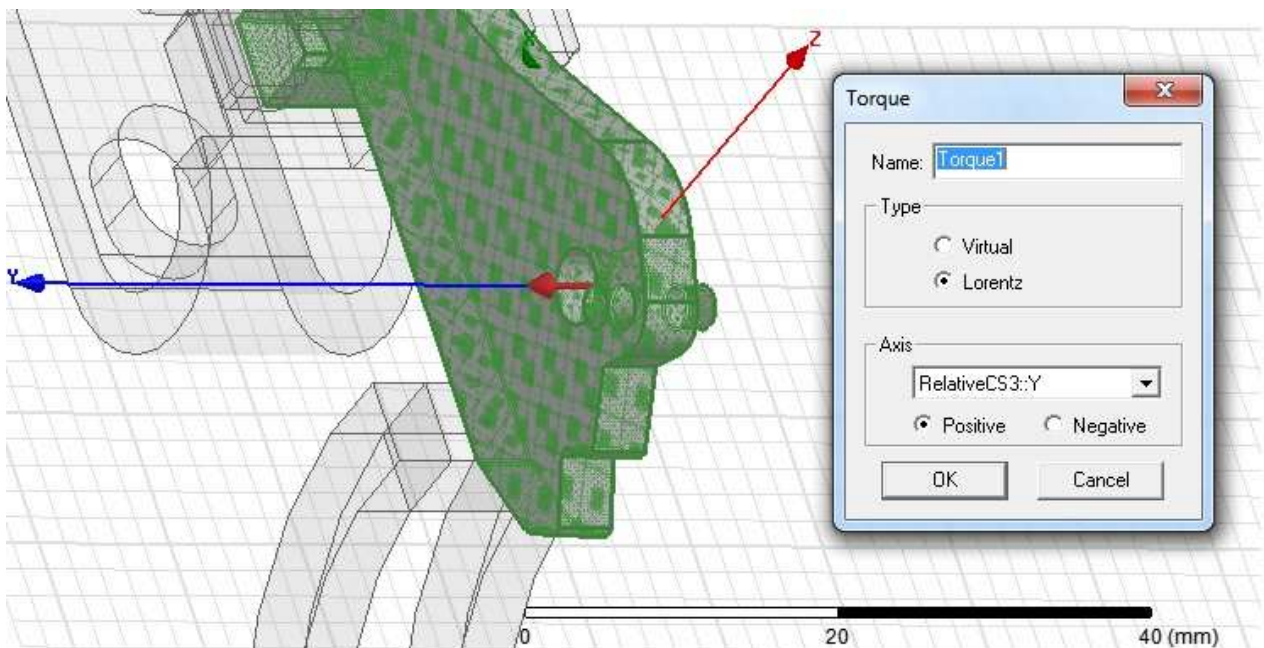 Z
Y
Torque
Name: Torque1
Type
Virtual
Lorentz
Axis
RelativeCS3::Y
Positive Negative
OK Cancel
0 20 40 (mm)